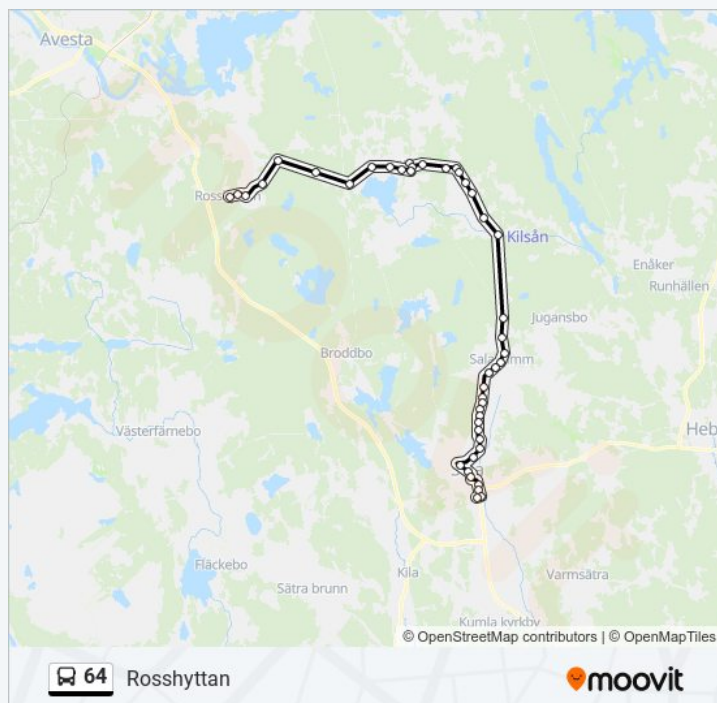 Avesta
Kilsån
Enåker
Runhällen
Jugansbo
Broddbo
Västerfärnebo
Heb
Fläckebo
Kila
Varmsätra
Sätra brunn
Kumla kyrkby
© OpenStreetMap contributors | © OpenMapTiles
64 Rosshyttan
moovit